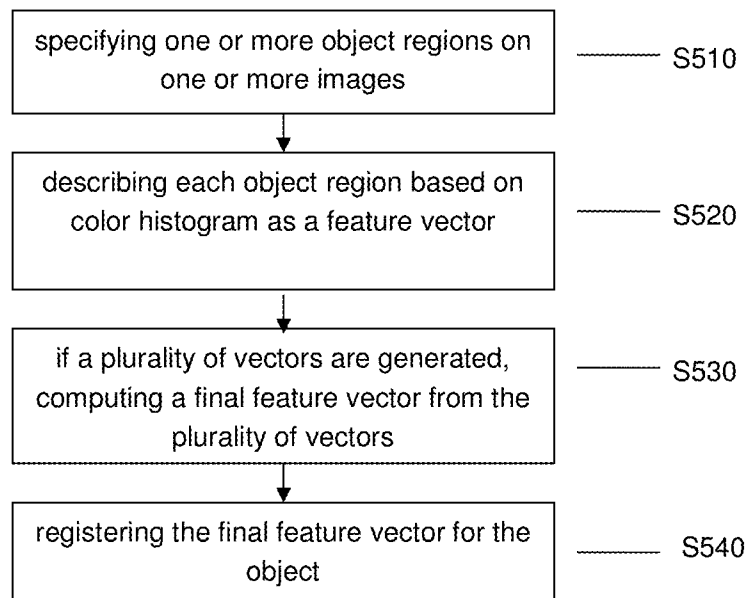 specifying one or more object regions on
one or more images
S510
describing each object region based on
color histogram as a feature vector
S520
if a plurality of vectors are generated,
computing a final feature vector from the
plurality of vectors
S530
registering the final feature vector for the
object
S540